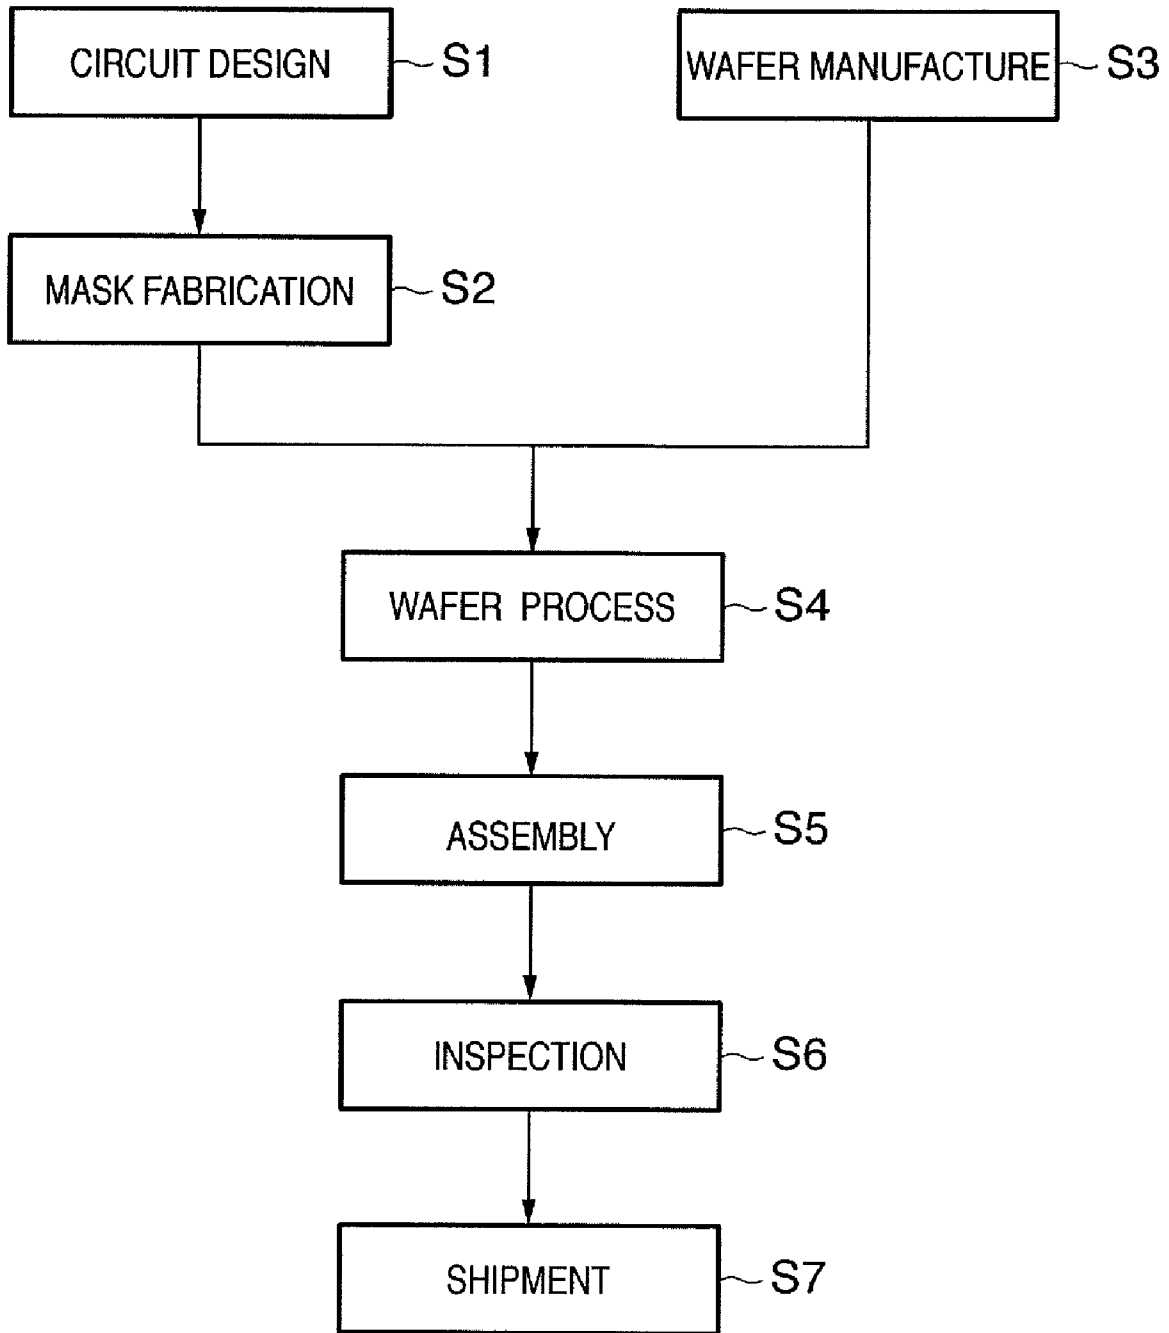 CIRCUIT DESIGN S1
WAFER MANUFACTURE S3
MASK FABRICATION S2
WAFER PROCESS S4
ASSEMBLY S5
INSPECTION S6
SHIPMENT S7